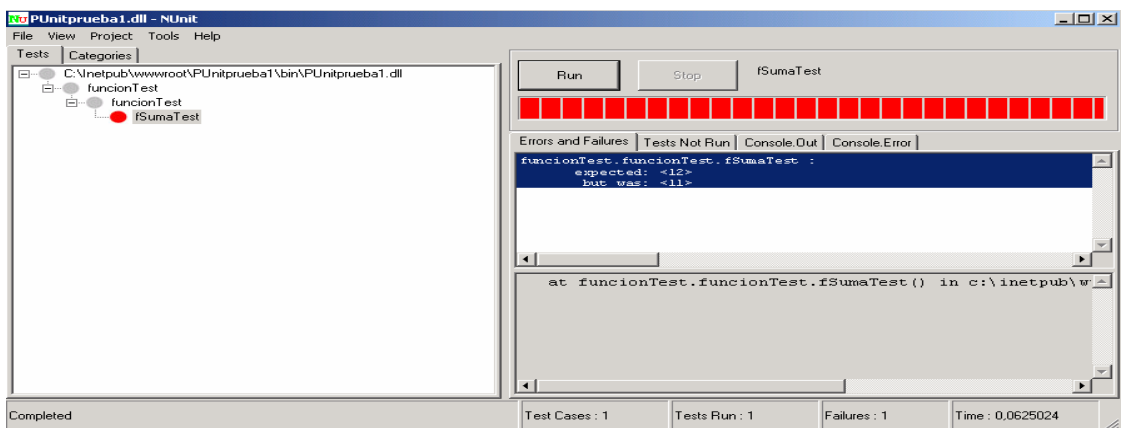 PUnitprueba1.dll - NUnit
File View Project Tools Help
Tests Categories
C:\Inetpub\wwwroot\PUnitprueba1\bin\PUnitprueba1.dll
funcionTest
funcionTest
fSumaTest
Run Stop fSumaTest
Errors and Failures Tests Not Run Console.Out Console.Error
funcionTest.funcionTest.fSumaTest :
expected: <12>
but was: <11>
at funcionTest.funcionTest.fSumaTest() in c:\inetpub\w
Completed Test Cases : 1 Tests Run : 1 Failures : 1 Time : 0,0625024